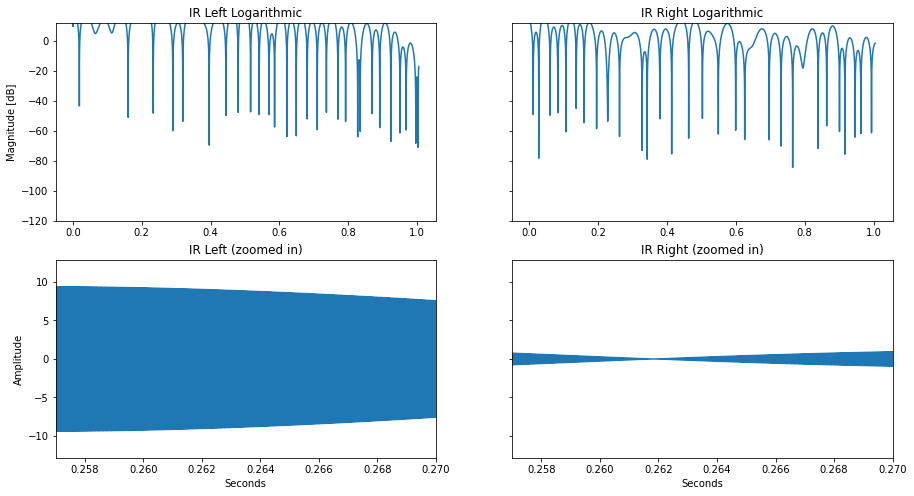 IR Left Logarithmic
IR Right Logarithmic
Magnitude [dB]
0
−20
−40
−60
−80
−100
−120
0.0 0.2 0.4 0.6 0.8 1.0
0.0 0.2 0.4 0.6 0.8 1.0
IR Left (zoomed in)
IR Right (zoomed in)
Amplitude
10
5
0
−5
−10
0.258 0.260 0.262 0.264 0.266 0.268 0.270
0.258 0.260 0.262 0.264 0.266 0.268 0.270
Seconds
Seconds